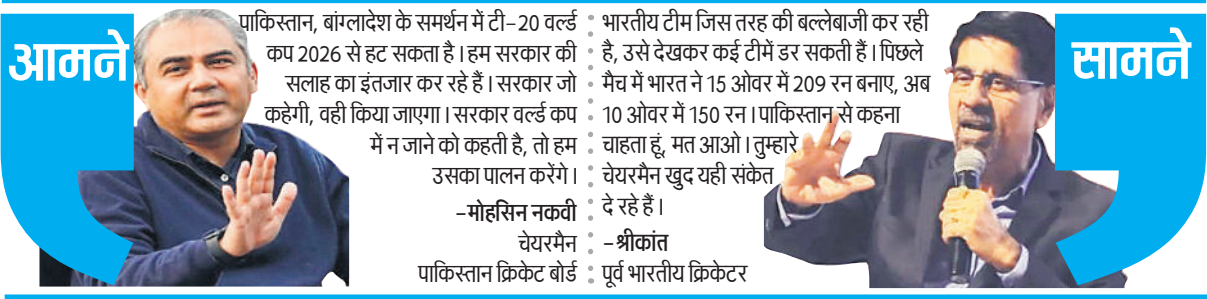 आमने
पाकिस्तान, बांग्लादेश के समर्थन में टी-20 वर्ल्ड
कप 2026 से हट सकता है। हम सरकार की
सलाह का इंतजार कर रहे हैं। सरकार जो
कहेगी, वही किया जाएगा। सरकार वर्ल्ड कप
में न जाने को कहती है, तो हम
उसका पालन करेंगे।
-मोहसिन नकवी
चेयरमैन
पाकिस्तान क्रिकेट बोर्ड
भारतीय टीम जिस तरह की बल्लेबाजी कर रही
है, उसे देखकर कई टीमें डर सकती हैं। पिछले
मैच में भारत ने 15 ओवर में 209 रन बनाए, अब
10 ओवर में 150 रन। पाकिस्तान से कहना
चाहता हूं, मत आओ। तुम्हारे
चेयरमैन खुद यही संकेत
दे रहे हैं।
-श्रीकांत
पूर्व भारतीय क्रिकेटर
सामने